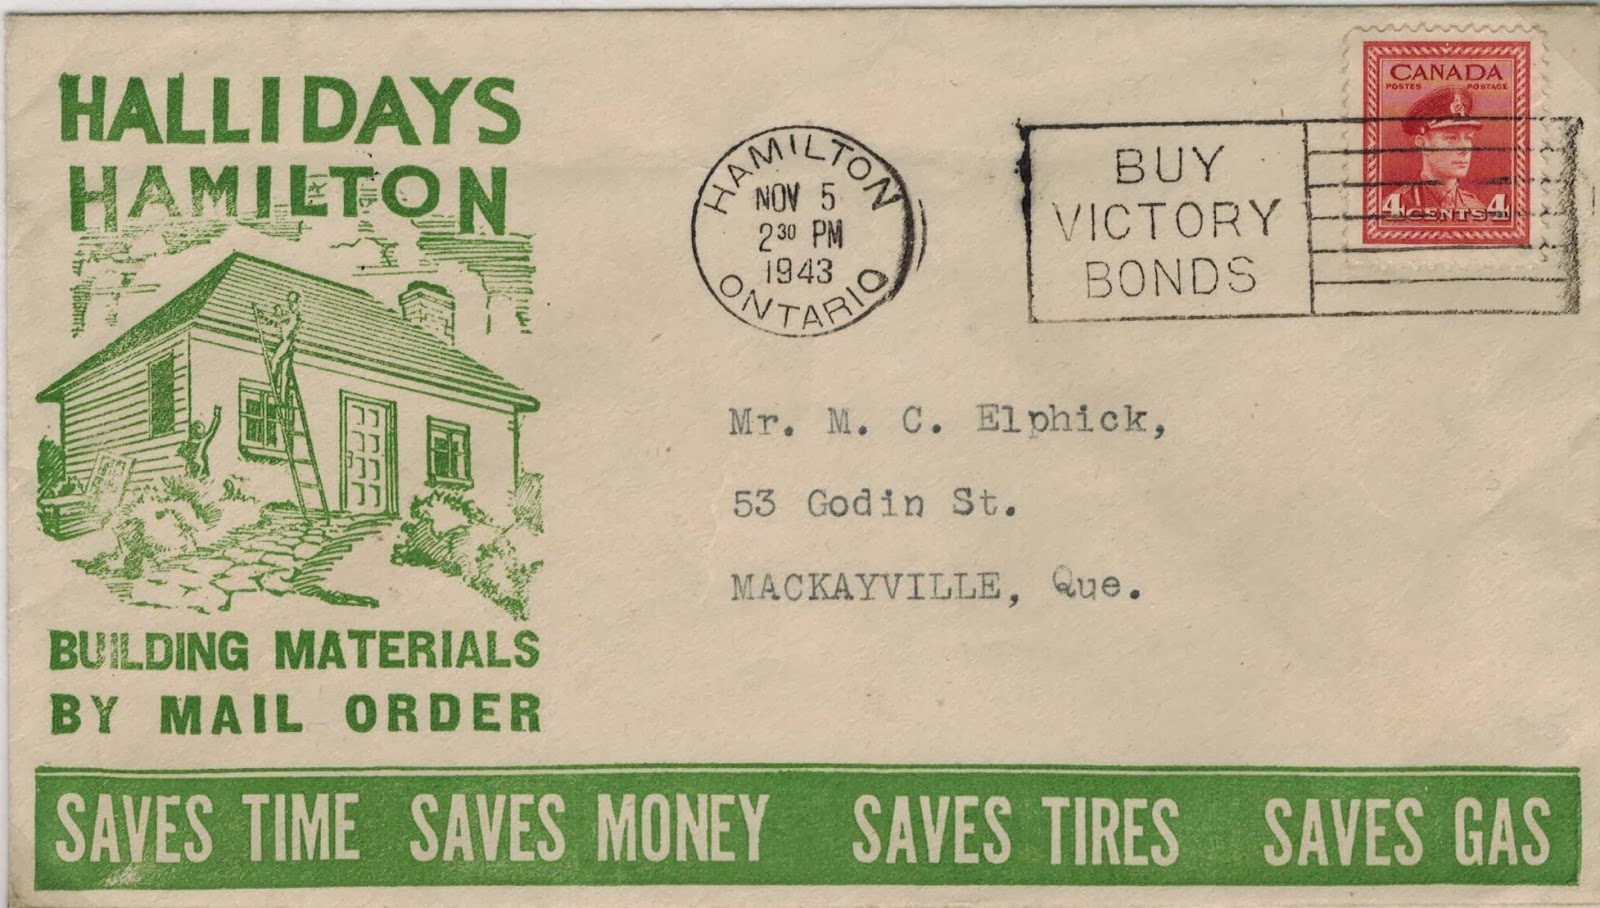 HALLIDAYS
HAMILTON
BUILDING MATERIALS
BY MAIL ORDER
HAMILTON
NOV 5
2 30 PM
1943
ONTARIO
BUY
VICTORY
BONDS
CANADA
POSTES POSTAGE
4 CENTS 4
Mr. M. C. Elphick,
53 Godin St.
MACKAYVILLE, Que.
SAVES TIME SAVES MONEY SAVES TIRES SAVES GAS